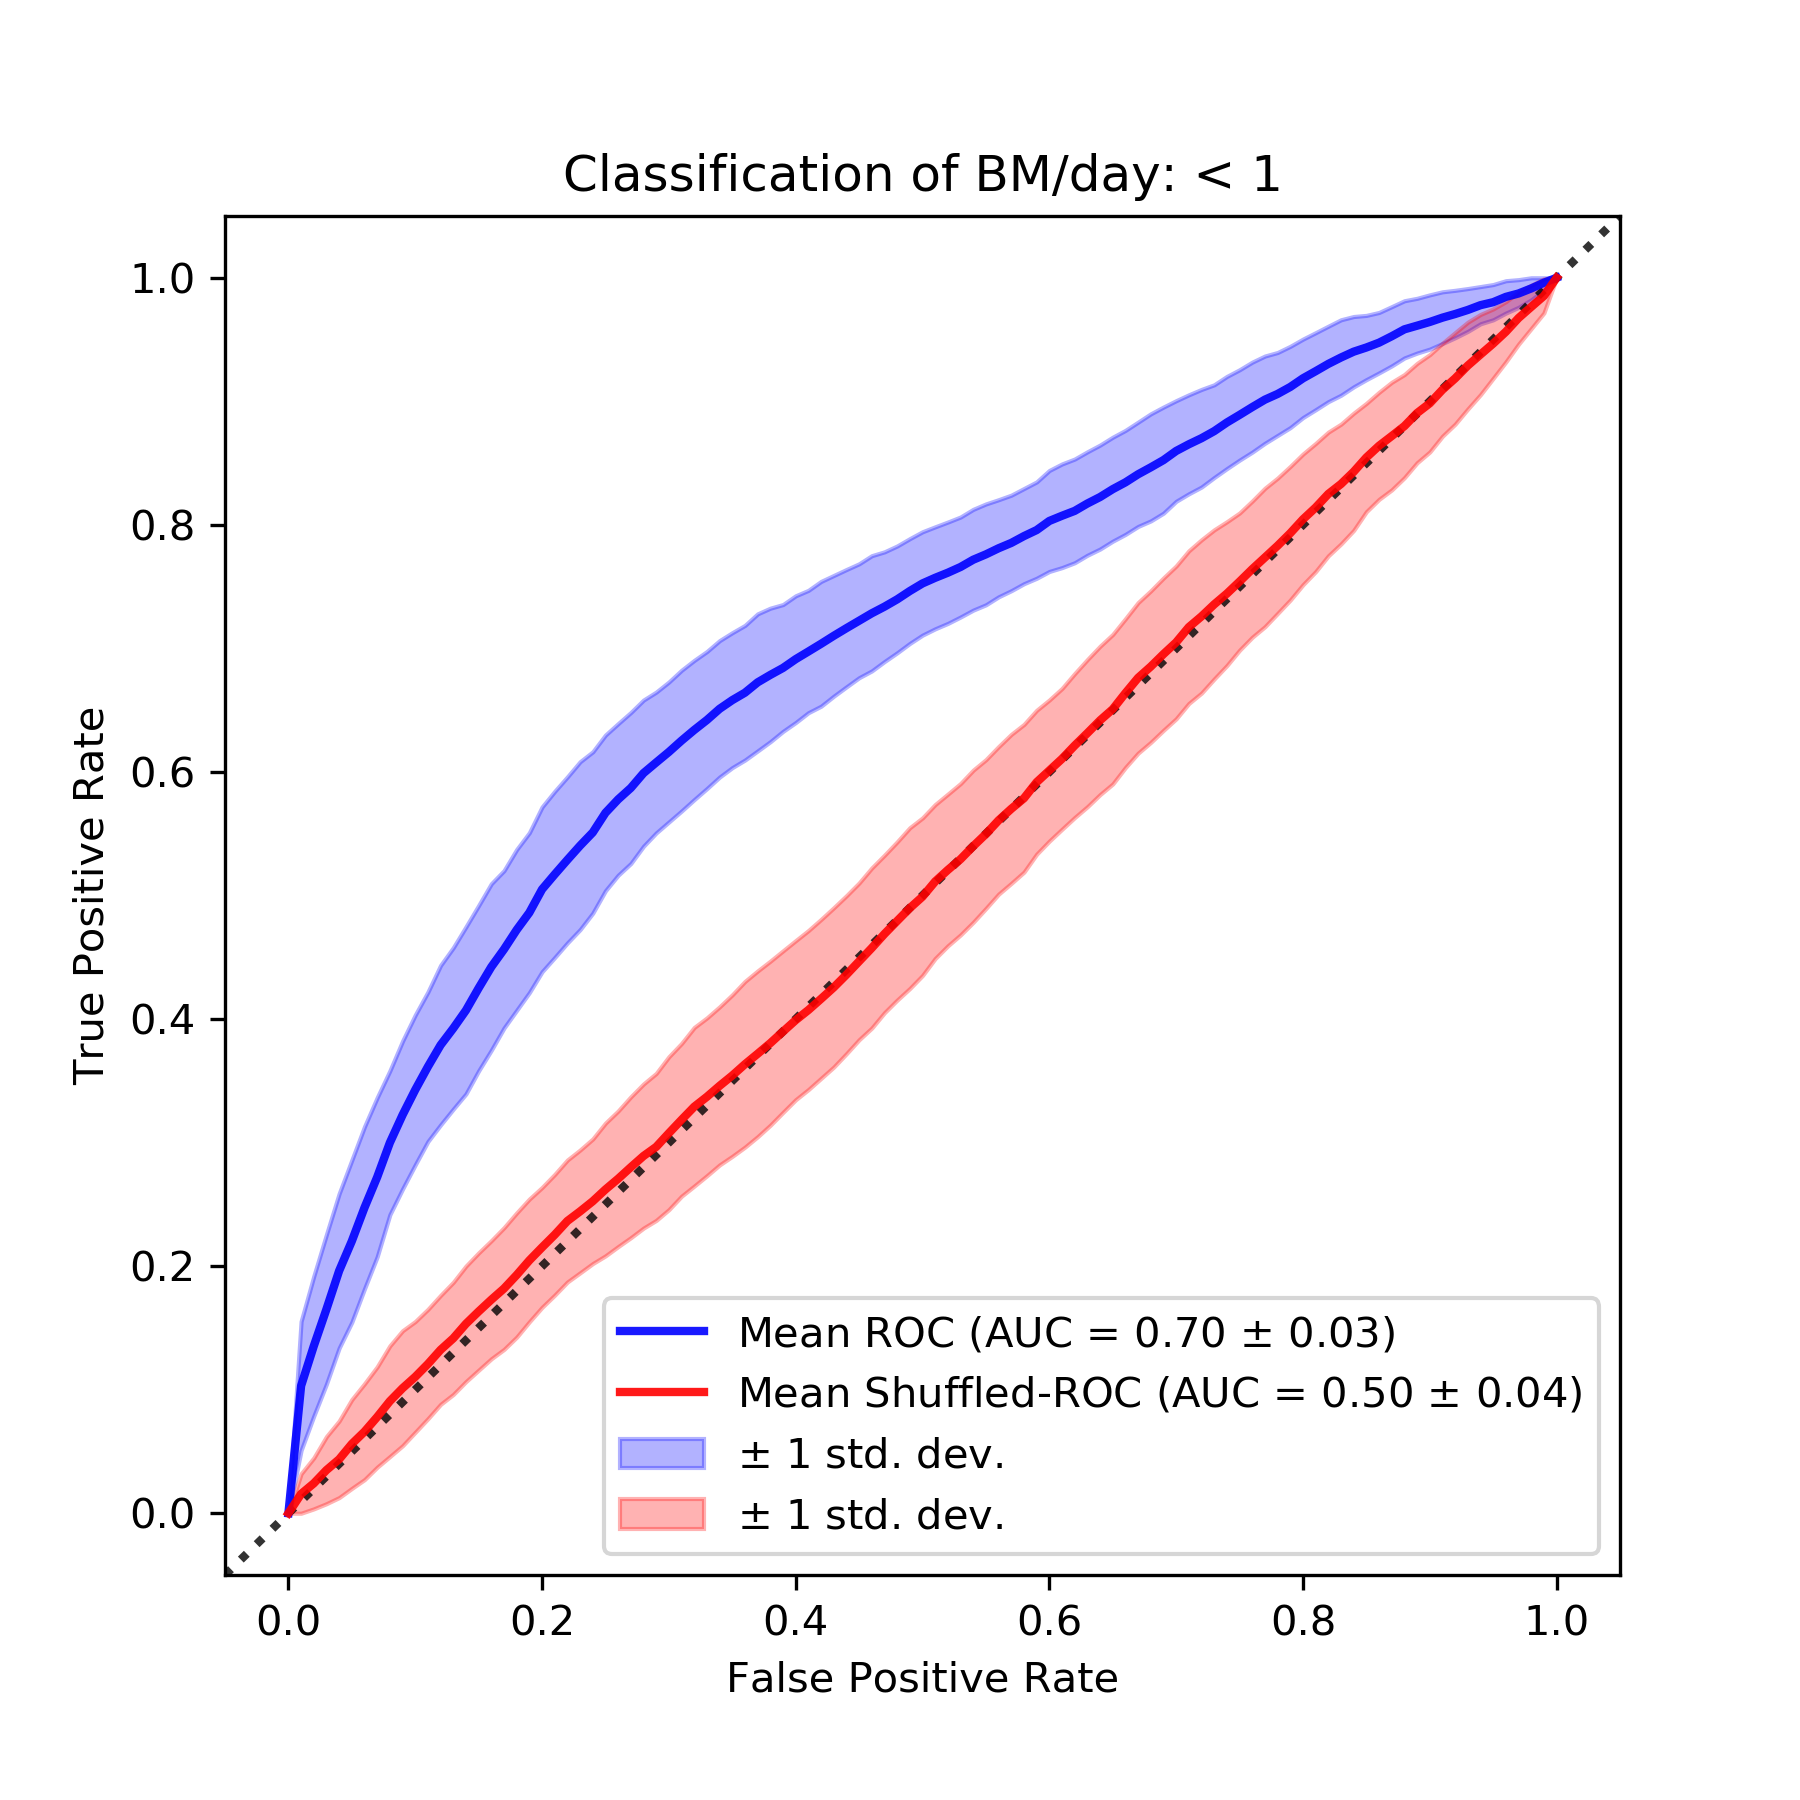 Classification of BM/day: < 1
True Positive Rate
1.0
0.8
0.6
0.4
0.2
0.0
Mean ROC (AUC = 0.70 ± 0.03)
Mean Shuffled-ROC (AUC = 0.50 ± 0.04)
± 1 std. dev.
± 1 std. dev.
0.0 0.2 0.4 0.6 0.8 1.0
False Positive Rate